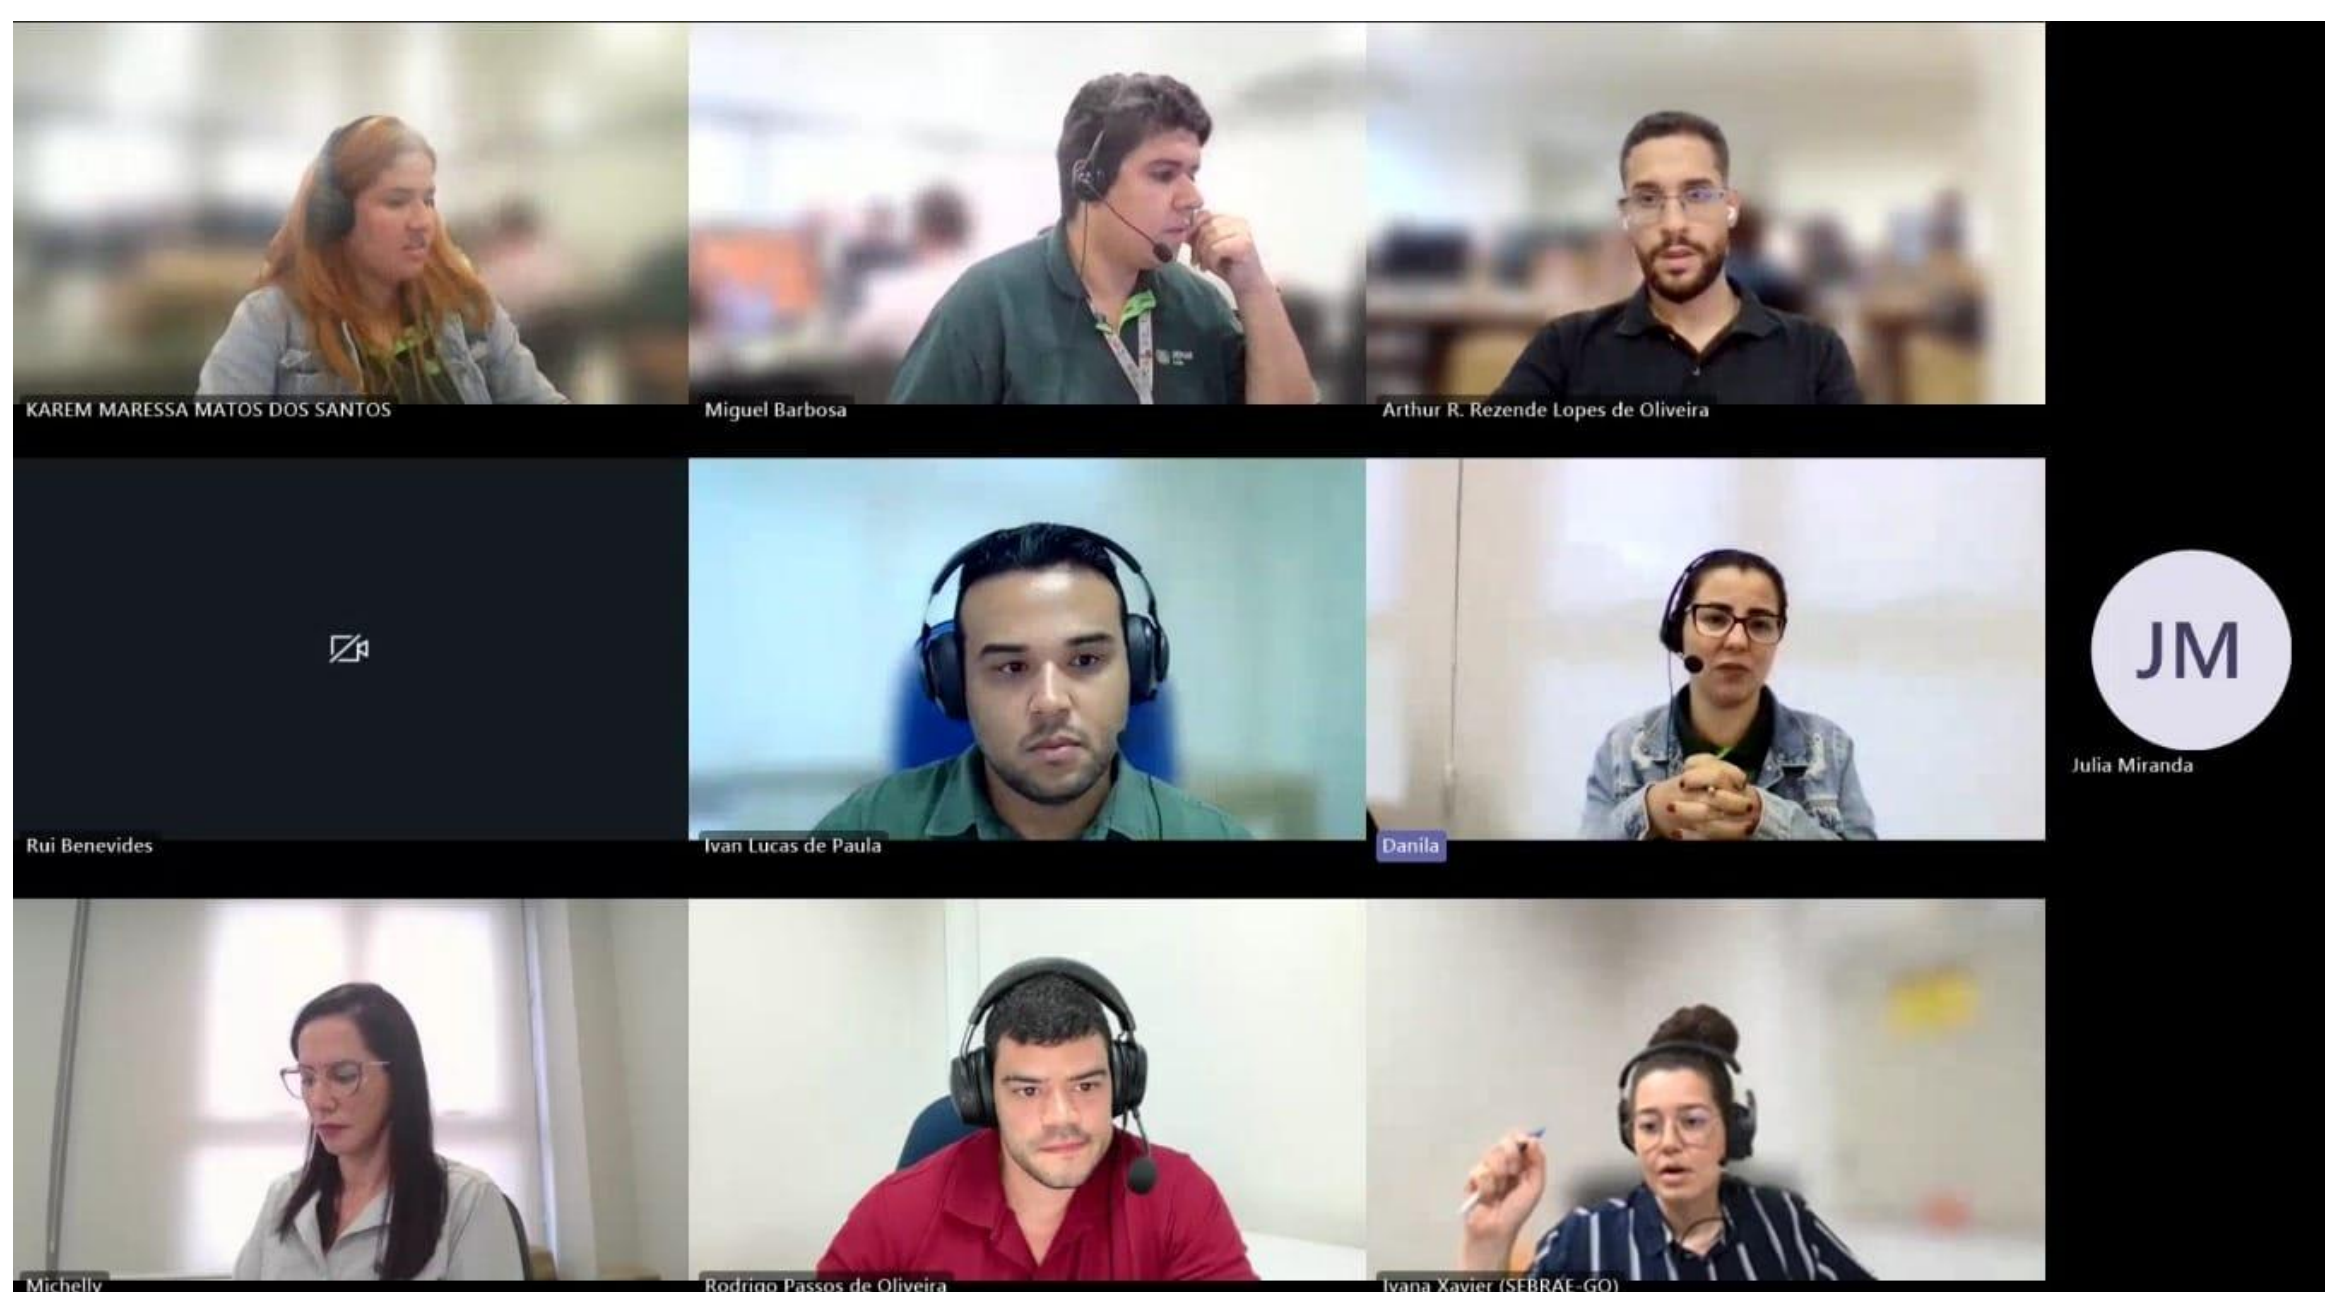 KAREM MARESSA MATOS DOS SANTOS
Miguel Barbosa
Arthur R. Rezende Lopes de Oliveira
Rui Benevides
Ivan Lucas de Paula
Danila
JM
Julia Miranda
Michelly
Rodrigo Passos de Oliveira
Ivana Xavier (SEBRAE-GO)